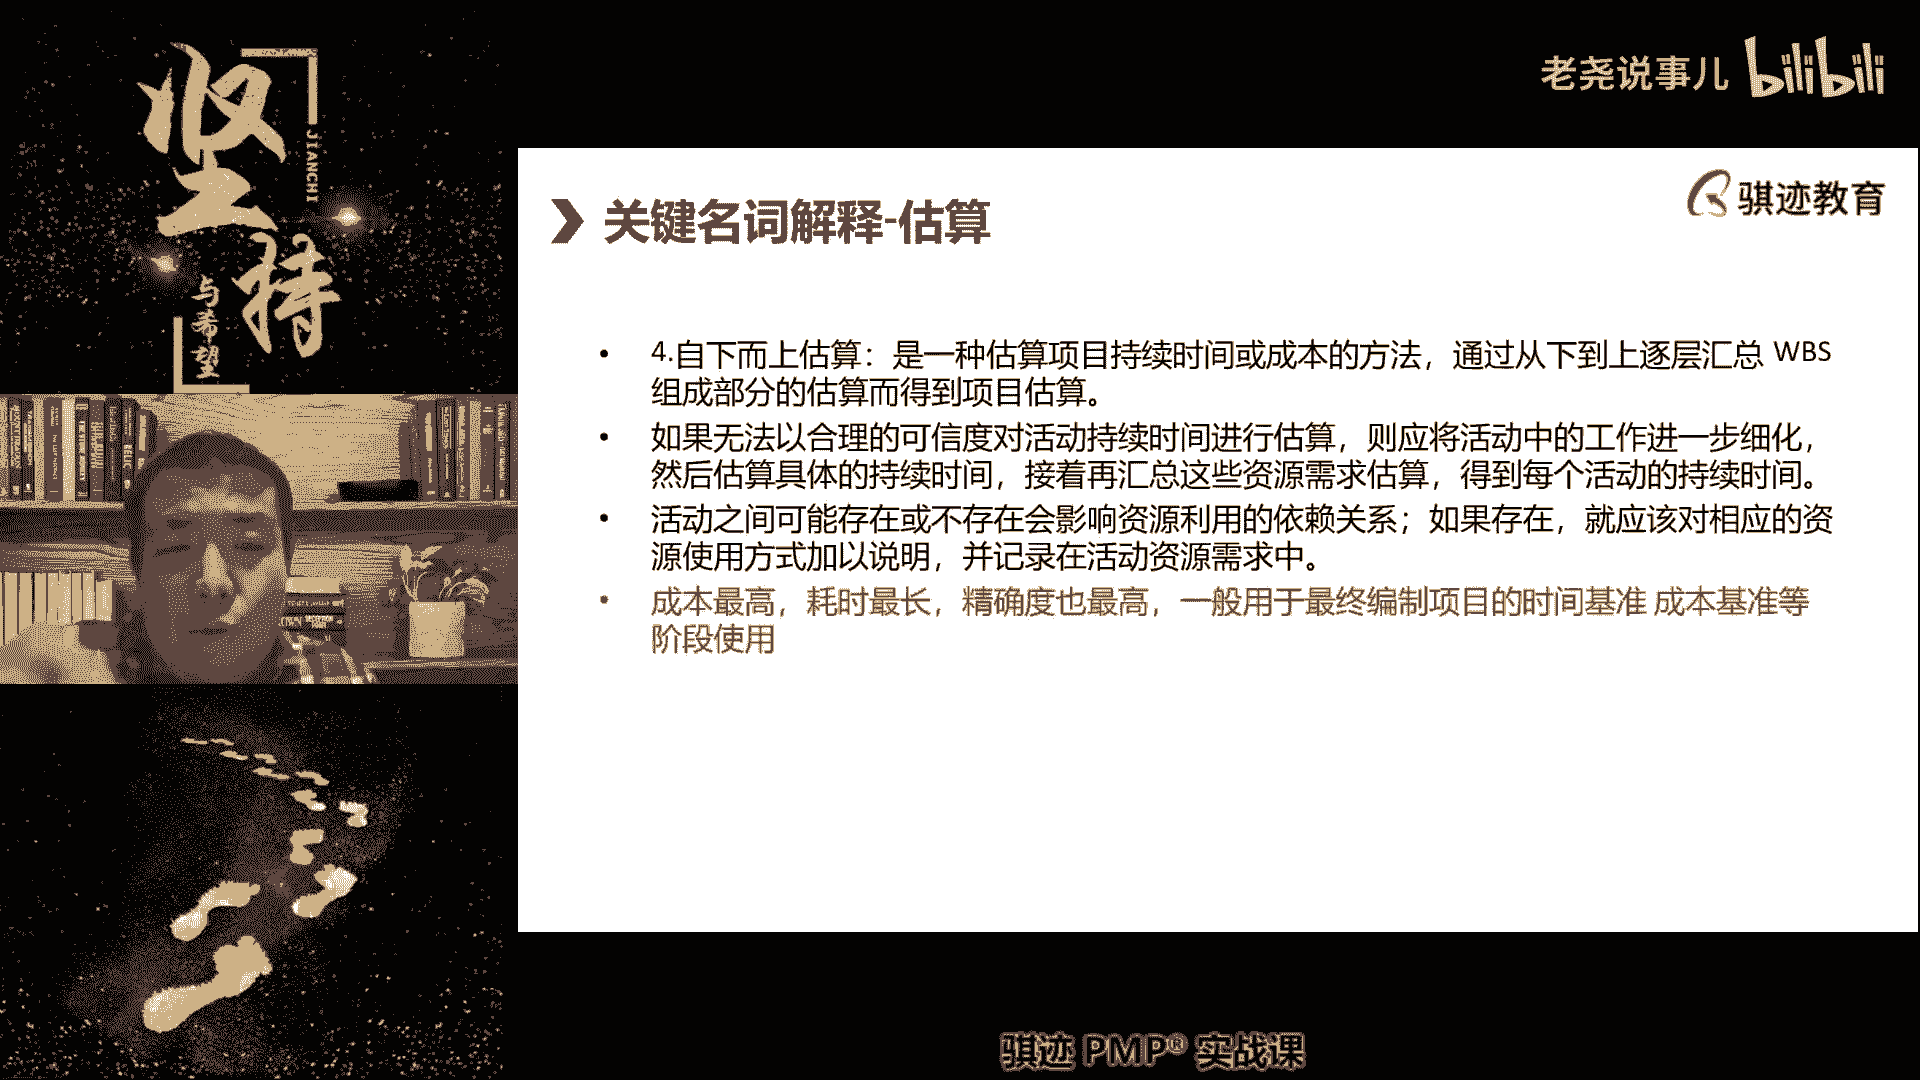 坚持
JIANCHI
与希望
老尧说事儿 bilibili
骐迹教育
关键名词解释-估算
• 4.自下而上估算：是一种估算项目持续时间或成本的方法，通过从下到上逐层汇总 WBS
组成部分的估算而得到项目估算。
• 如果无法以合理的可信度对活动持续时间进行估算，则应将活动中的工作进一步细化，
然后估算具体的持续时间，接着再汇总这些资源需求估算，得到每个活动的持续时间。
• 活动之间可能存在或不存在会影响资源利用的依赖关系；如果存在，就应该对相应的资
源使用方式加以说明，并记录在活动资源需求中。
• 成本最高，耗时最长，精确度也最高，一般用于最终编制项目的时间基准 成本基准等
阶段使用
骐迹 PMP® 实战课